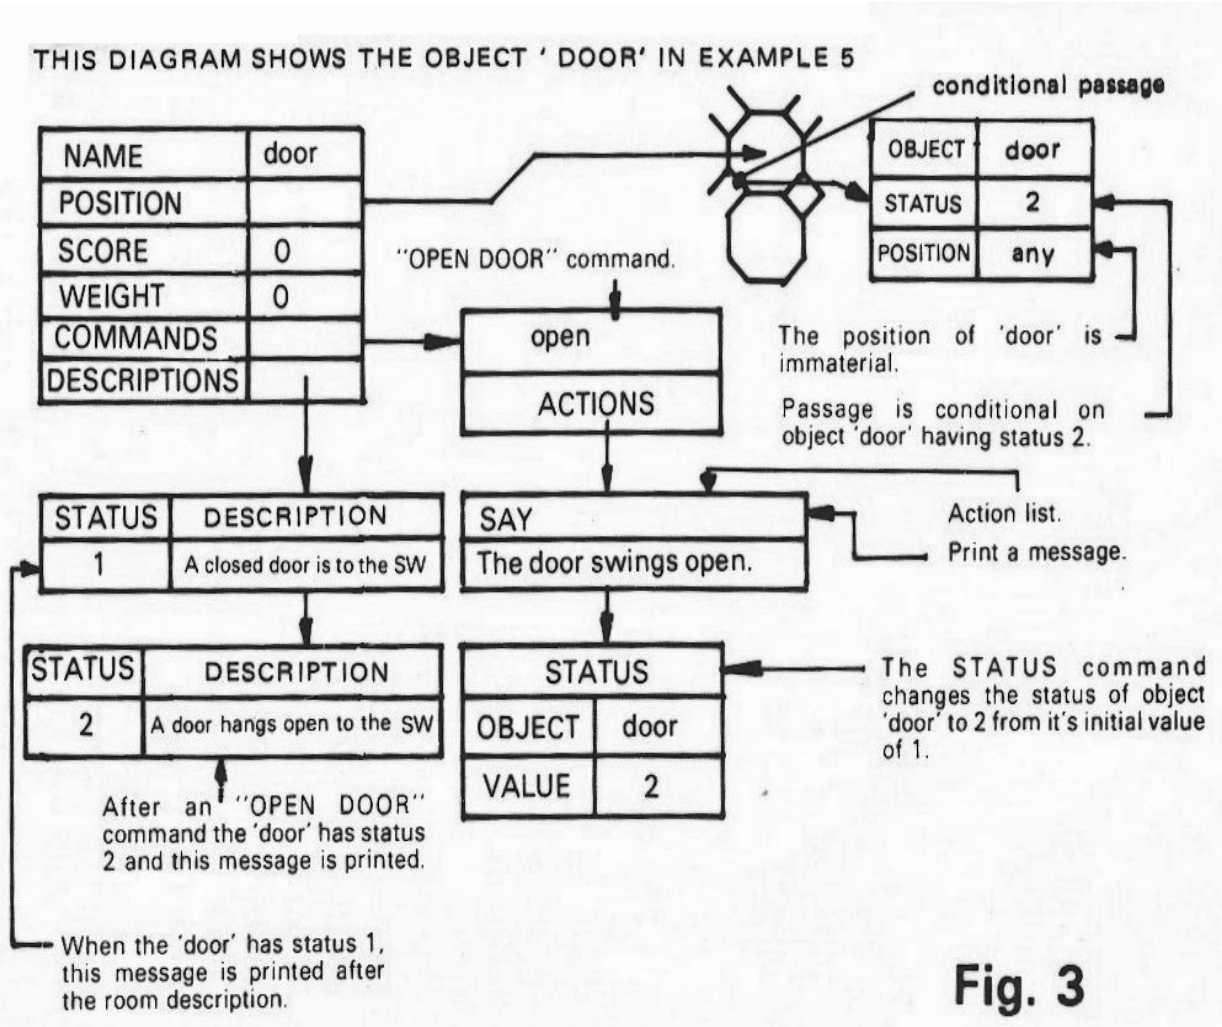 THIS DIAGRAM SHOWS THE OBJECT ' DOOR' IN EXAMPLE 5
conditional passage
NAME door
POSITION
SCORE 0
WEIGHT 0
COMMANDS
DESCRIPTIONS
OBJECT door
STATUS 2
POSITION any
"OPEN DOOR" command.
open
ACTIONS
The position of 'door' is
immaterial.
Passage is conditional on
object 'door' having status 2.
STATUS DESCRIPTION
1 A closed door is to the SW
SAY
The door swings open.
Action list.
Print a message.
STATUS DESCRIPTION
2 A door hangs open to the SW
STATUS
OBJECT door
VALUE 2
The STATUS command
changes the status of object
'door' to 2 from it's initial value
of 1.
After an "OPEN DOOR"
command the 'door' has status
2 and this message is printed.
When the 'door' has status 1,
this message is printed after
the room description.
Fig. 3